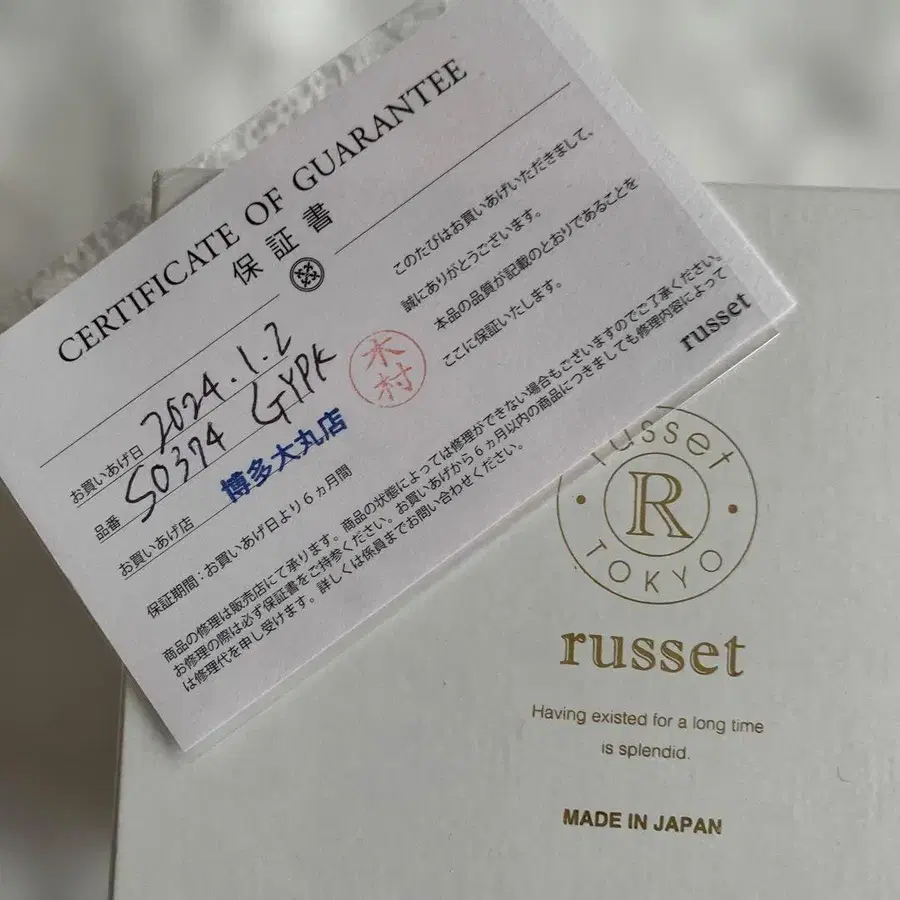 CERTIFICATE OF GUARANTEE
保証書
お買いあげ日 2024.1.2
品番 S0374 GYPK
お買いあげ店 博多大丸店
木村
このたびはお買いあげいただきまして、
誠にありがとうございます。
本品の品質が記載のとおりであることを
ここに保証いたします。
russet
保証期間：お買いあげ日より6ヵ月間
商品の修理は販売店にて承ります。商品の状態によっては修理ができない場合もございますのでご了承ください。
お修理の際は必ず保証書をご持参ください。お買いあげから6ヵ月以内の商品につきましても修理内容によって
は修理代を申し受けます。詳しくは係員までお問い合わせください。
russet
R
TOKYO
russet
Having existed for a long time
is splendid.
MADE IN JAPAN